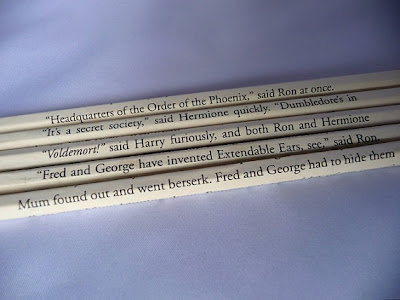 "Headquarters of the Order of the Phoenix," said Ron at once.
"It's a secret society," said Hermione quickly. "Dumbledore's in
"Voldemort!" said Harry furiously, and both Ron and Hermione
"Fred and George have invented Extendable Ears, see," said Ron.
Mum found out and went berserk. Fred and George had to hide them